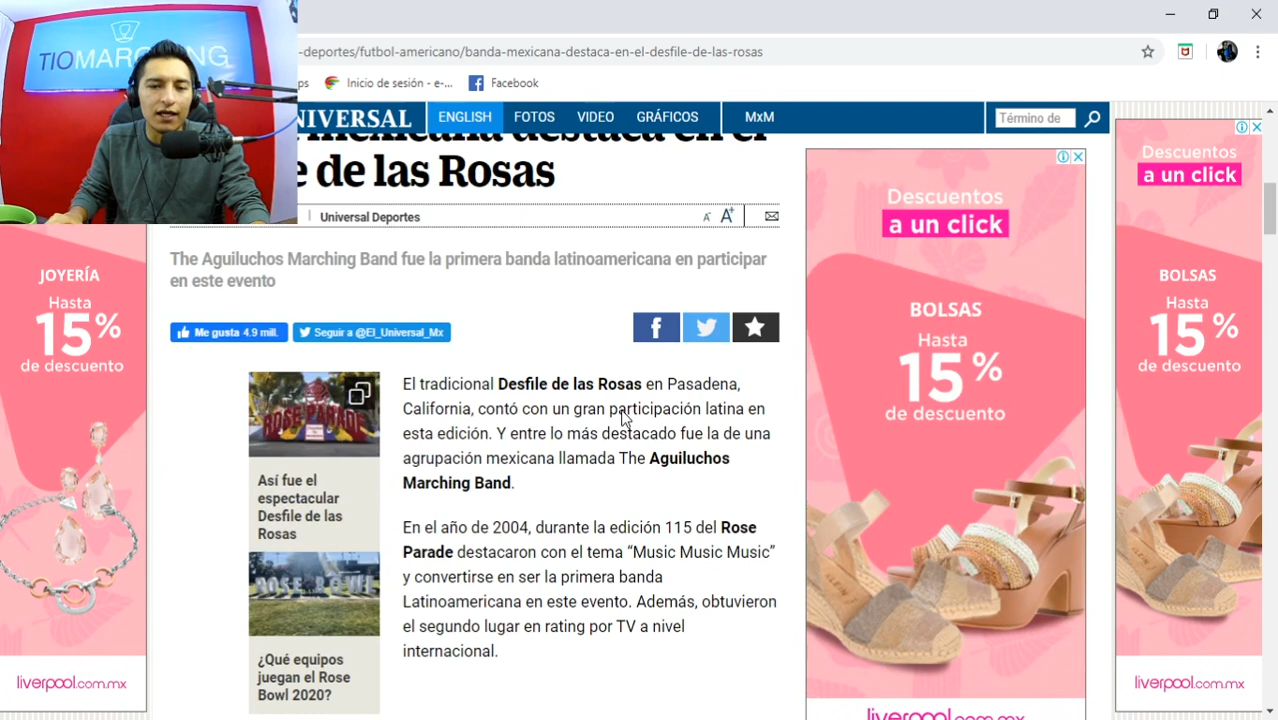 TIOMARCHING
-deportes/futbol-americano/banda-mexicana-destaca-en-el-desfile-de-las-rosas
ps
Inicio de sesión - e-...
Facebook
NIVERSAL
ENGLISH
FOTOS
VIDEO
GRÁFICOS
MxM
Término de
mexicana destaca en el
e de las Rosas
Universal Deportes
A-
A+
The Aguiluchos Marching Band fue la primera banda latinoamericana en participar
en este evento
Me gusta 4.9 mill.
Seguir a @El_Universal_Mx
ROSE PARADE
Así fue el
espectacular
Desfile de las
Rosas
ROSE BOWL
¿Qué equipos
juegan el Rose
Bowl 2020?
El tradicional Desfile de las Rosas en Pasadena,
California, contó con un gran participación latina en
esta edición. Y entre lo más destacado fue la de una
agrupación mexicana llamada The Aguiluchos
Marching Band.
En el año de 2004, durante la edición 115 del Rose
Parade destacaron con el tema “Music Music Music”
y convertirse en ser la primera banda
Latinoamericana en este evento. Además, obtuvieron
el segundo lugar en rating por TV a nivel
internacional.
JOYERÍA
Hasta
15%
de descuento
liverpool.com.mx
Descuentos
a un click
BOLSAS
Hasta
15%
de descuento
liverpool.com.mx
Descuentos
a un click
BOLSAS
Hasta
15%
de descuento
liverpool.com.mx